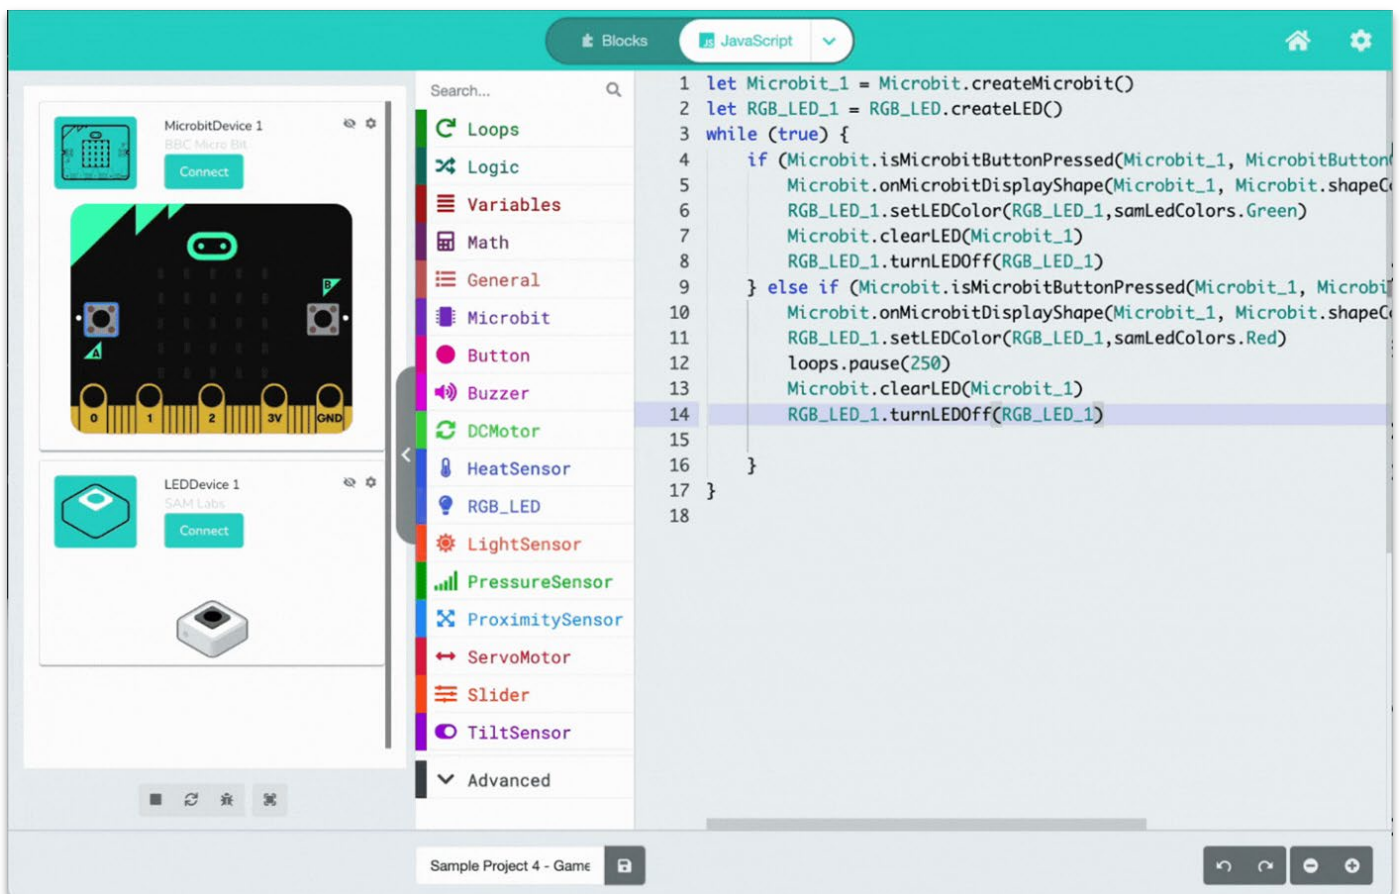 Blocks
JavaScript
MicrobitDevice 1
BBC Micro Bit
Connect
B
A
0 1 2 3V GND
LEDDevice 1
SAM Labs
Connect
Search...
Loops
Logic
Variables
Math
General
Microbit
Button
Buzzer
DCMotor
HeatSensor
RGB_LED
LightSensor
PressureSensor
ProximitySensor
ServoMotor
Slider
TiltSensor
Advanced
1 let Microbit_1 = Microbit.createMicrobit()
2 let RGB_LED_1 = RGB_LED.createLED()
3 while (true) {
4 if (Microbit.isMicrobitButtonPressed(Microbit_1, MicrobitButton
5 Microbit.onMicrobitDisplayShape(Microbit_1, Microbit.shapeC
6 RGB_LED_1.setLEDColor(RGB_LED_1,samLedColors.Green)
7 Microbit.clearLED(Microbit_1)
8 RGB_LED_1.turnLEDOff(RGB_LED_1)
9 } else if (Microbit.isMicrobitButtonPressed(Microbit_1, Microbi
10 Microbit.onMicrobitDisplayShape(Microbit_1, Microbit.shapeC
11 RGB_LED_1.setLEDColor(RGB_LED_1,samLedColors.Red)
12 loops.pause(250)
13 Microbit.clearLED(Microbit_1)
14 RGB_LED_1.turnLEDOff(RGB_LED_1)
15
16 }
17 }
18
Sample Project 4 - Game